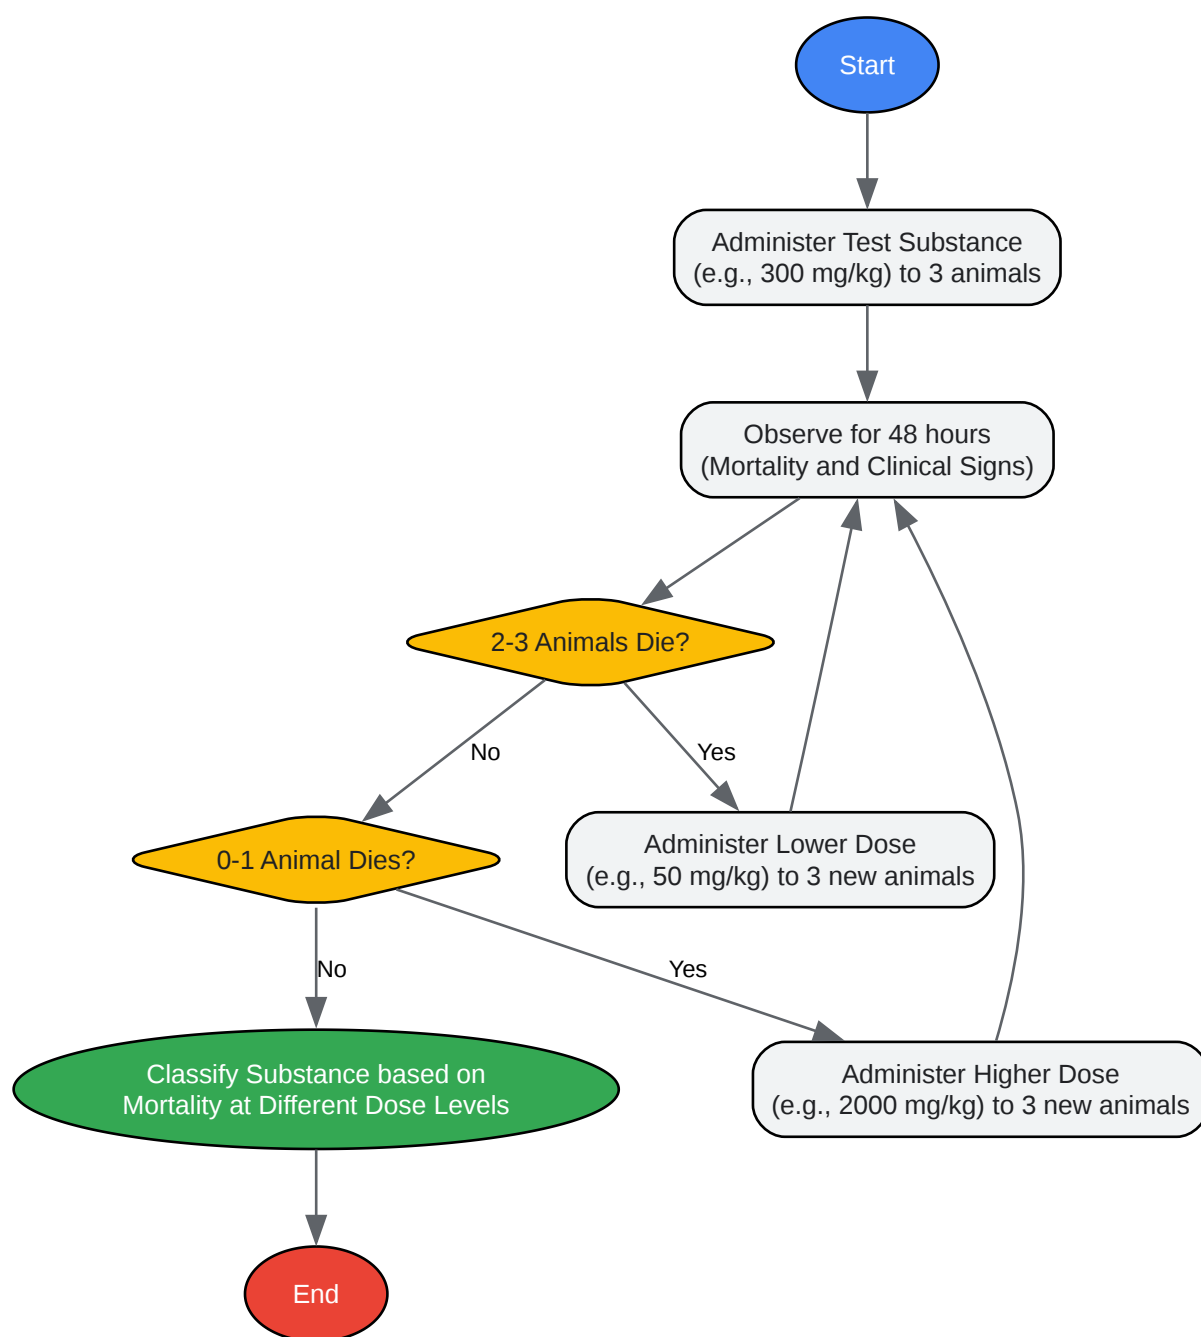 Start
Administer Test Substance
(e.g., 300 mg/kg) to 3 animals
Observe for 48 hours
(Mortality and Clinical Signs)
2-3 Animals Die?
No
Yes
Administer Lower Dose
(e.g., 50 mg/kg) to 3 new animals
0-1 Animal Dies?
No
Yes
Classify Substance based on
Mortality at Different Dose Levels
Administer Higher Dose
(e.g., 2000 mg/kg) to 3 new animals
End